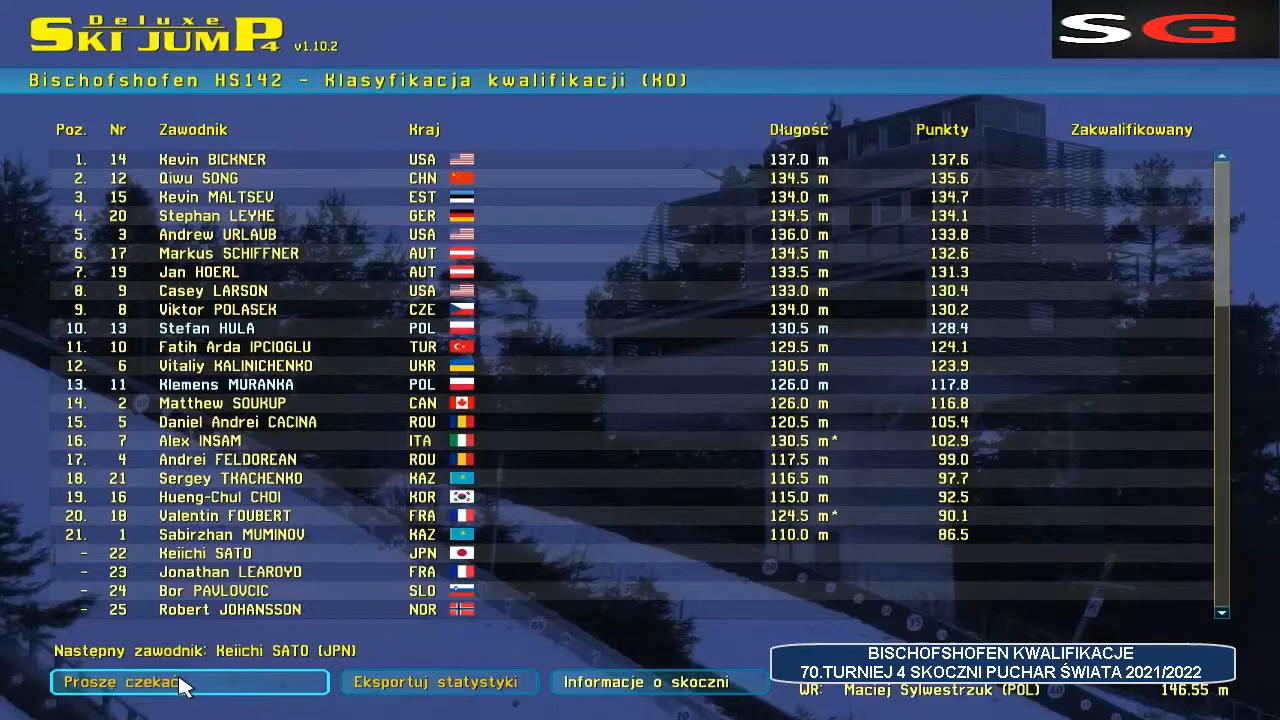 Deluxe
SKI JUMP 4 v1.10.2
SG
Bischofshofen HS142 - Klasyfikacja kwalifikacji (KO)
Poz. Nr Zawodnik Kraj Długość Punkty Zakwalifikowany
1. 14 Kevin BICKNER USA 137.0 m 137.6
2. 12 Qiwu SONG CHN 134.5 m 135.6
3. 15 Kevin MALTSEV EST 134.0 m 134.7
4. 20 Stephan LEYHE GER 134.5 m 134.1
5. 3 Andrew URLAUB USA 136.0 m 133.8
6. 17 Markus SCHIFFNER AUT 134.5 m 132.6
7. 19 Jan HOERL AUT 133.5 m 131.3
8. 9 Casey LARSON USA 133.0 m 130.4
9. 8 Viktor POLASEK CZE 134.0 m 130.2
10. 13 Stefan HULA POL 130.5 m 128.4
11. 10 Fatih Arda IPCIOGLU TUR 129.5 m 124.1
12. 6 Vitaliy KALINICHENKO UKR 130.5 m 123.9
13. 11 Klemens MURANKA POL 126.0 m 117.8
14. 2 Matthew SOUKUP CAN 126.0 m 116.8
15. 5 Daniel Andrei CACINA ROU 120.5 m 105.4
16. 7 Alex INSAM ITA 130.5 m* 102.9
17. 4 Andrei FELDOREAN ROU 117.5 m 99.0
18. 21 Sergey TKACHENKO KAZ 116.5 m 97.7
19. 16 Hueng-Chul CHOI KOR 115.0 m 92.5
20. 18 Valentin FOUBERT FRA 124.5 m* 90.1
21. 1 Sabirzhan MUMINOV KAZ 110.0 m 86.5
- 22 Keiichi SATO JPN
- 23 Jonathan LEAROYD FRA
- 24 Bor PAVLOVCIC SLO
- 25 Robert JOHANSSON NOR
Następny zawodnik: Keiichi SATO (JPN)
Proszę czekać Eksportuj statystyki Informacje o skoczni
BISCHOFSHOFEN KWALIFIKACJE
70.TURNIEJ 4 SKOCZNI PUCHAR ŚWIATA 2021/2022
WR: Maciej Sylwestrzuk (POL) 146.55 m